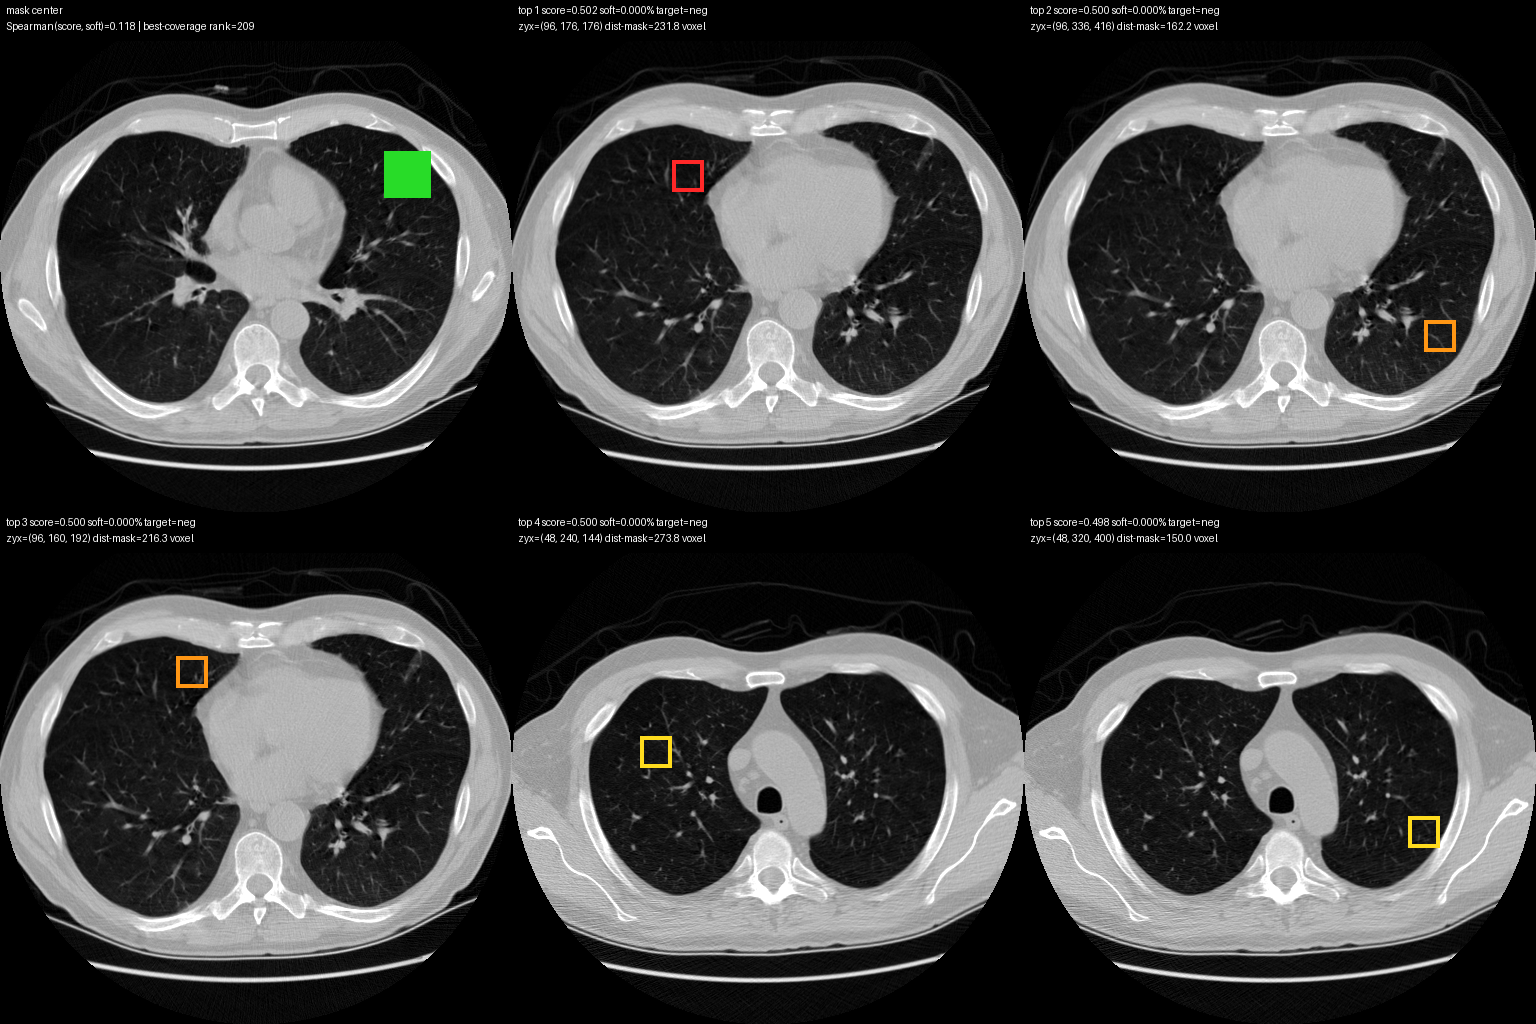 mask center
Spearman(score, soft)=0.118 | best-coverage rank=209
top 1 score=0.502 soft=0.000% target=neg
zyx=(96, 176, 176) dist-mask=231.8 voxel
top 2 score=0.500 soft=0.000% target=neg
zyx=(96, 336, 416) dist-mask=162.2 voxel
top 3 score=0.500 soft=0.000% target=neg
zyx=(96, 160, 192) dist-mask=216.3 voxel
top 4 score=0.500 soft=0.000% target=neg
zyx=(48, 240, 144) dist-mask=273.8 voxel
top 5 score=0.498 soft=0.000% target=neg
zyx=(48, 320, 400) dist-mask=150.0 voxel